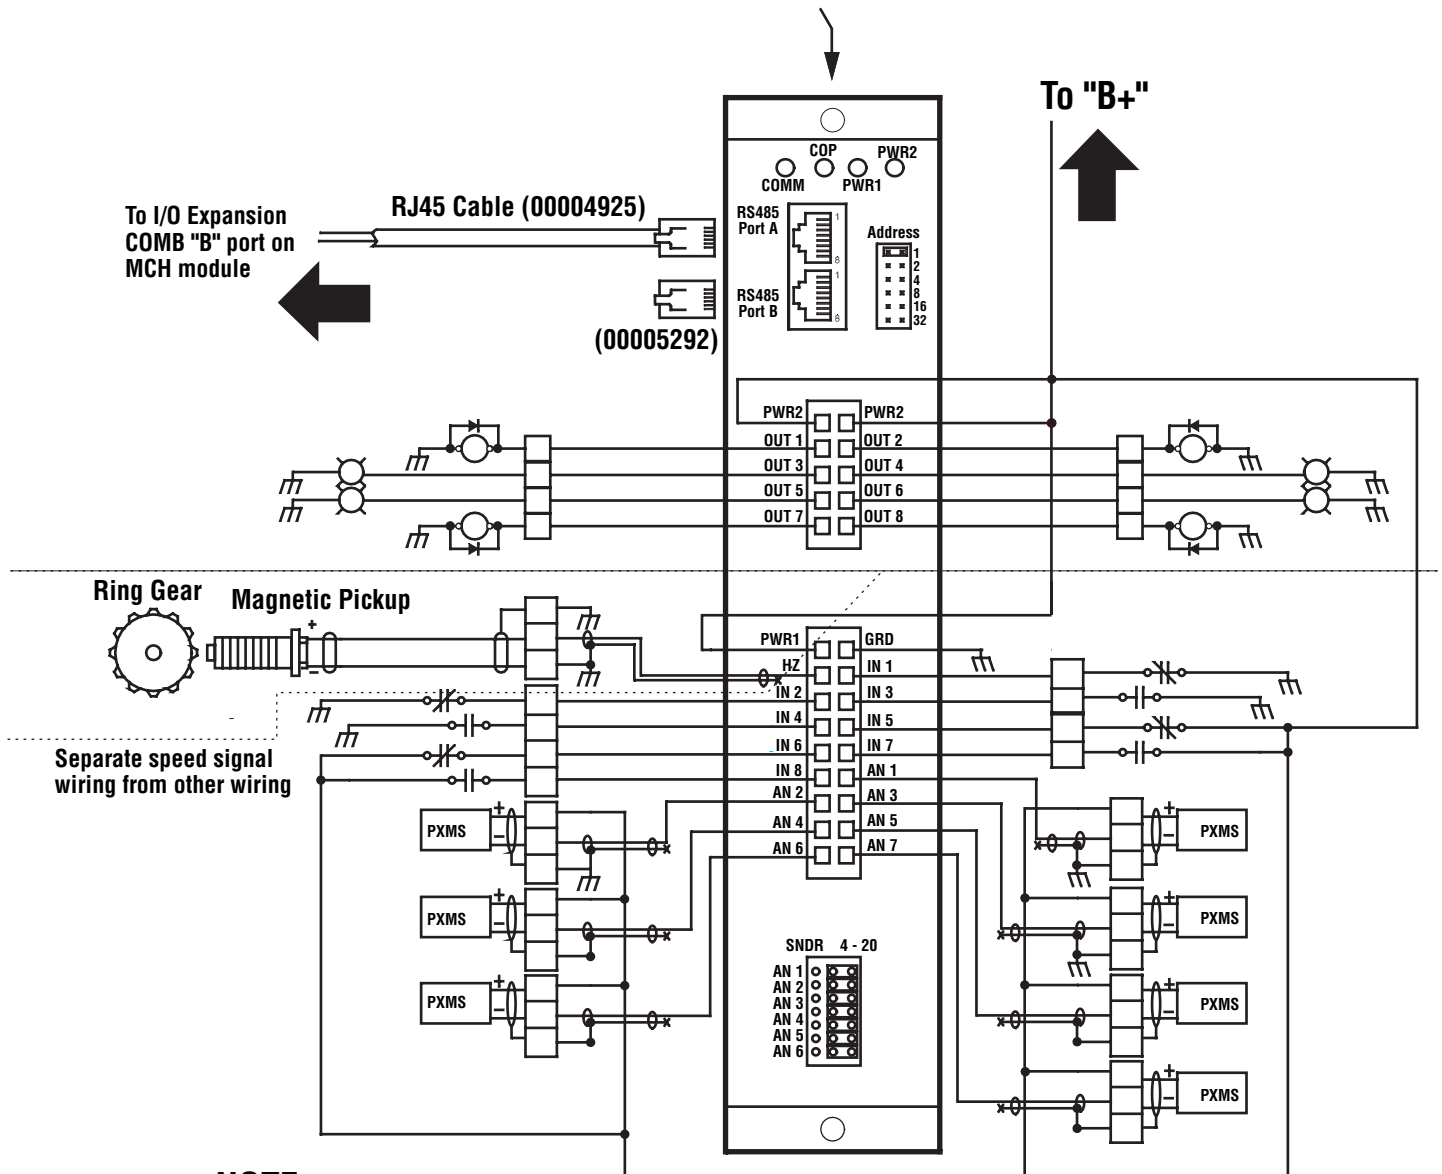 To "B+"
COP
PWR2
COMM
PWR1
RJ45 Cable (00004925)
To I/O Expansion
COMB "B" port on
MCH module
RS485
Port A
1
8
Address
1
2
4
8
16
32
RS485
Port B
1
8
(00005292)
PWR2
PWR2
OUT 1
OUT 2
OUT 3
OUT 4
OUT 5
OUT 6
OUT 7
OUT 8
Ring Gear
Magnetic Pickup
+
–
PWR1
GRD
HZ
IN 1
IN 2
IN 3
IN 4
IN 5
IN 6
IN 7
IN 8
AN 1
AN 2
AN 3
AN 4
AN 5
AN 6
AN 7
Separate speed signal
wiring from other wiring
PXMS
+
–
PXMS
+
–
PXMS
+
–
PXMS
+
–
PXMS
+
–
PXMS
+
–
PXMS
+
–
SNDR 4 - 20
AN 1
AN 2
AN 3
AN 4
AN 5
AN 6
NOTE